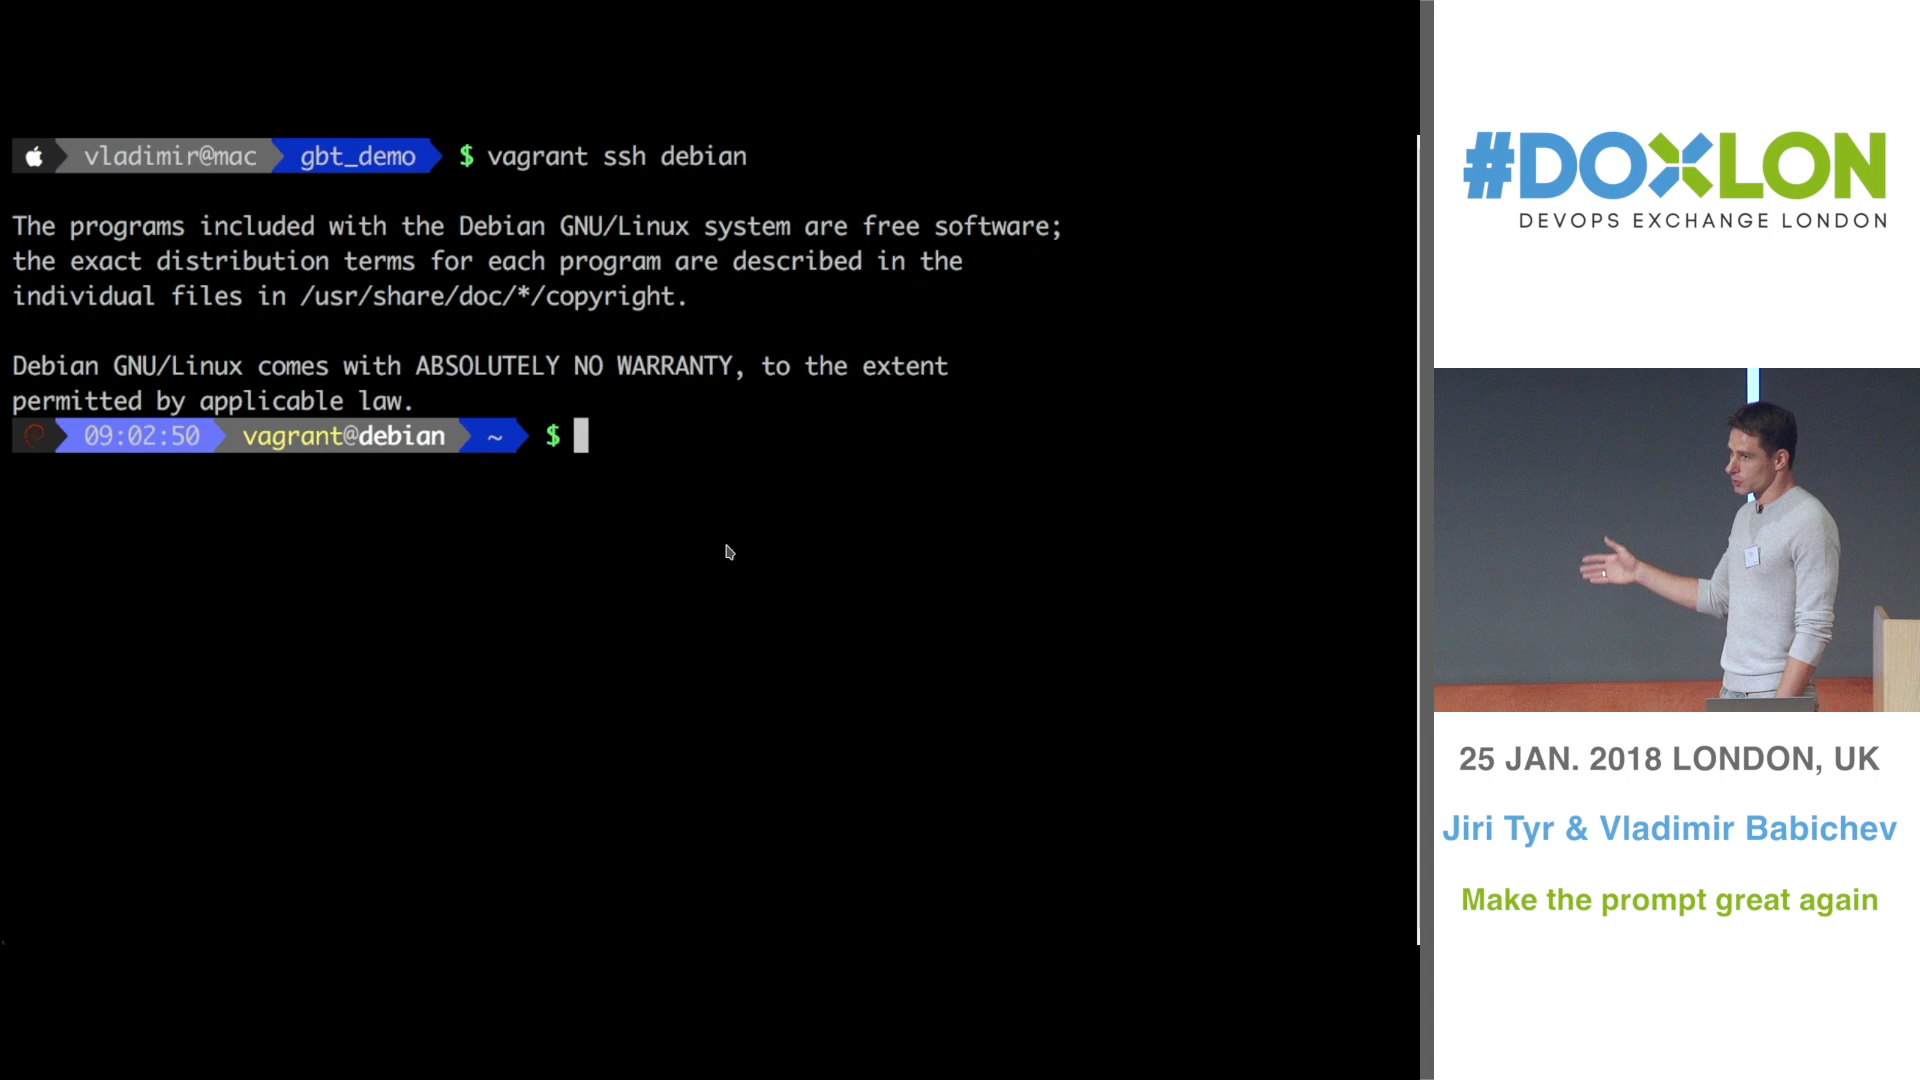 vladimir@mac gbt_demo $ vagrant ssh debian
The programs included with the Debian GNU/Linux system are free software;
the exact distribution terms for each program are described in the
individual files in /usr/share/doc/*/copyright.
Debian GNU/Linux comes with ABSOLUTELY NO WARRANTY, to the extent
permitted by applicable law.
09:02:50 vagrant@debian ~ $
#DOXLON
DEVOPS EXCHANGE LONDON
25 JAN. 2018 LONDON, UK
Jiri Tyr & Vladimir Babichev
Make the prompt great again